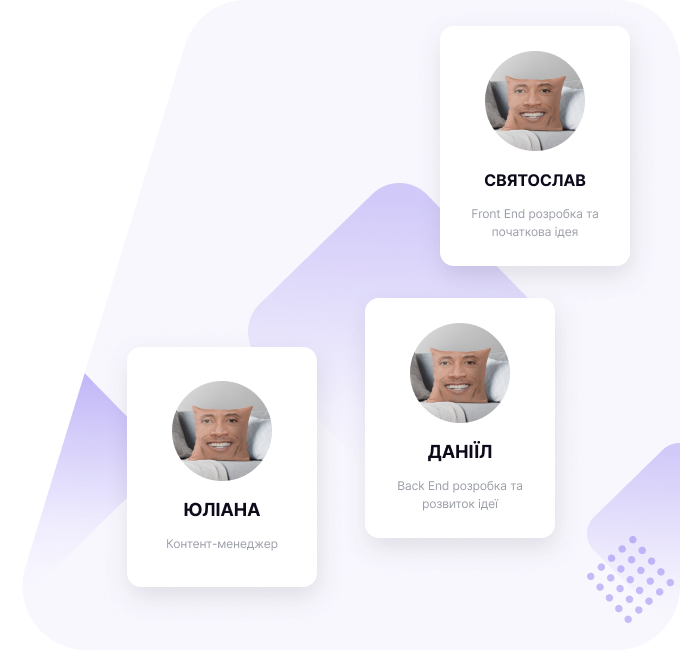 СВЯТОСЛАВ
Front End розробка та
початкова ідея
ДАНІЇЛ
Back End розробка та
розвиток ідеї
ЮЛІАНА
Контент-менеджер